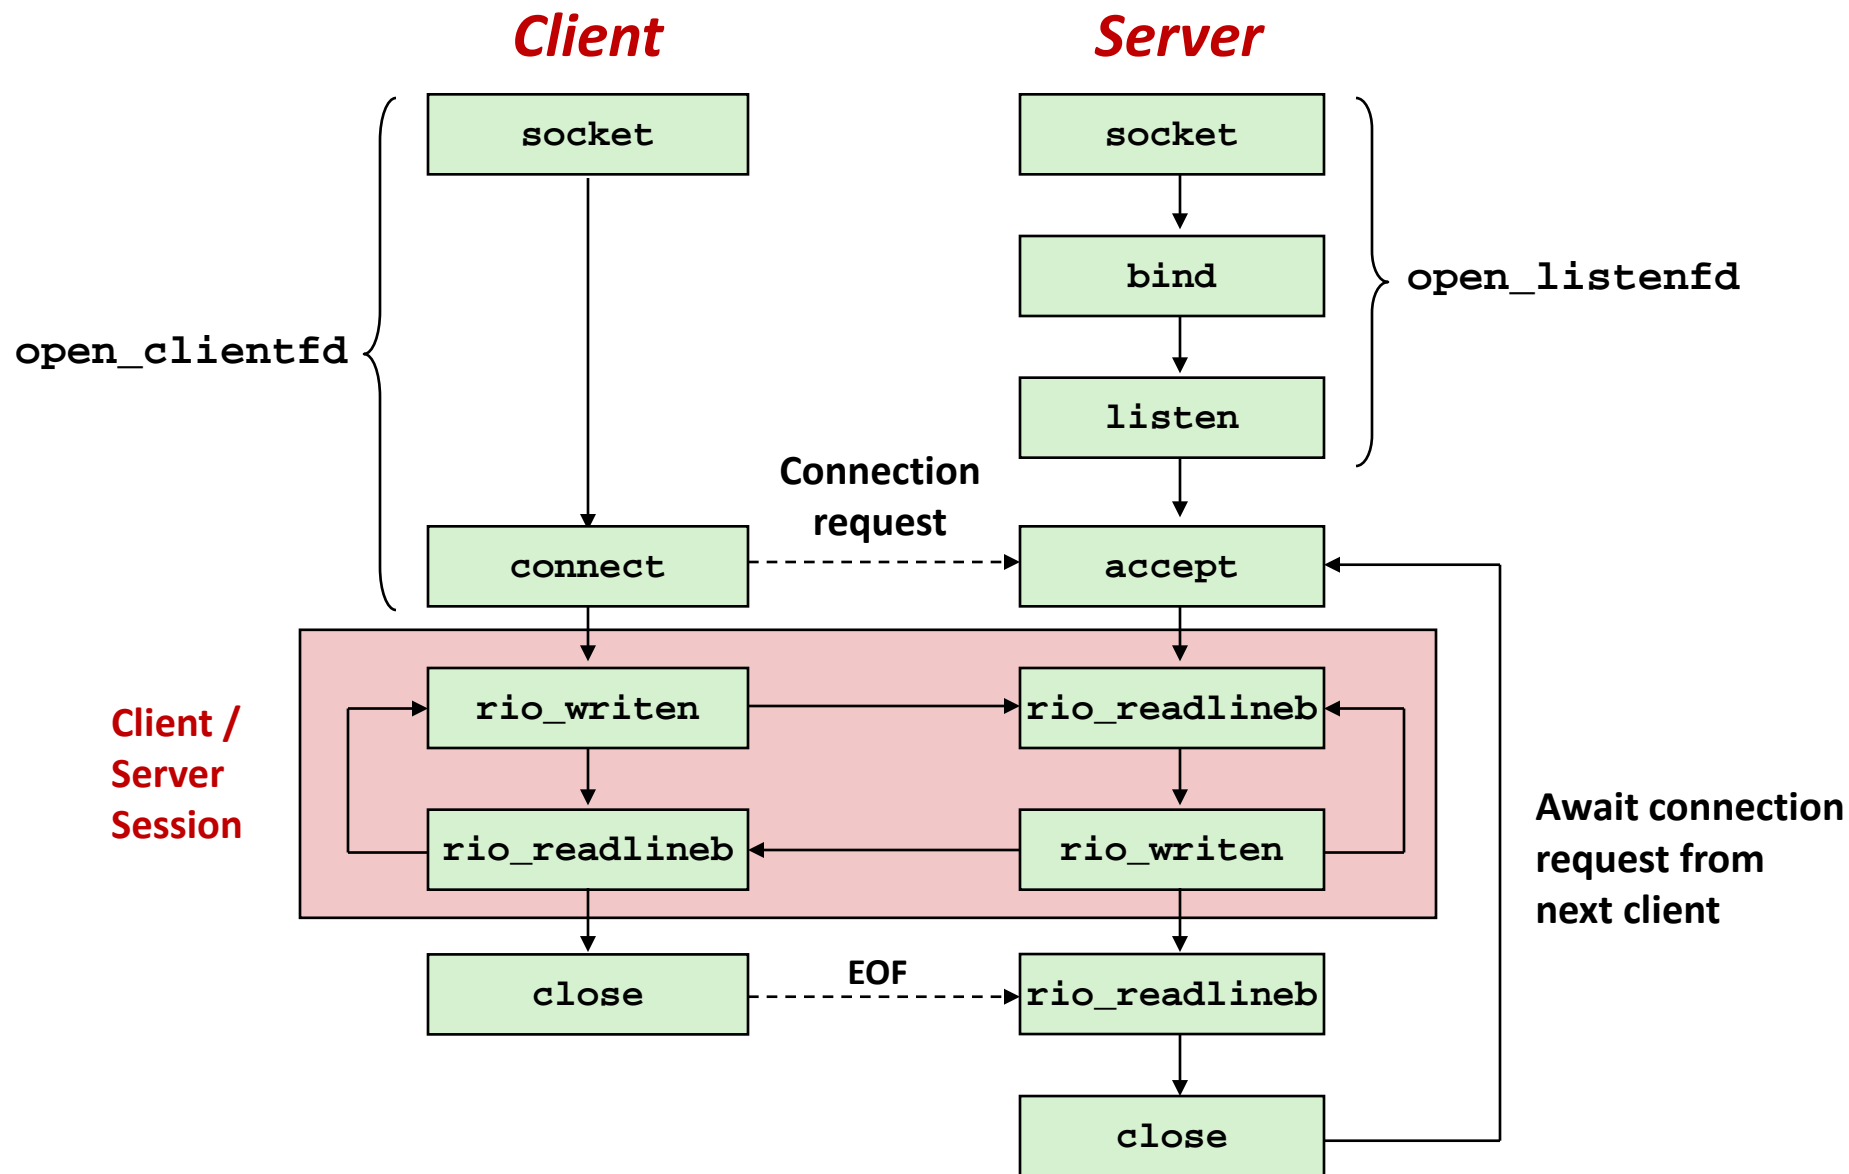 Client
Server
socket
socket
bind
open_listenfd
open_clientfd
listen
Connection
request
connect
accept
Client /
Server
Session
rio_writen
rio_readlineb
rio_readlineb
rio_writen
Await connection
request from
next client
close
EOF
rio_readlineb
close